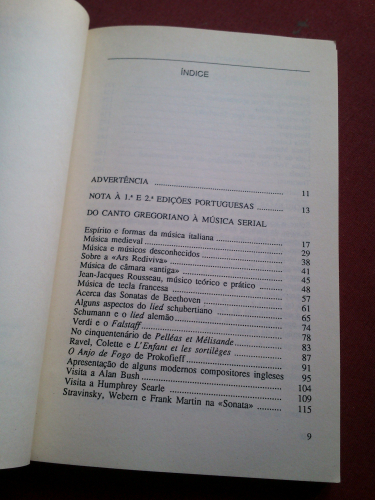 ÍNDICE
ADVERTÊNCIA 11
NOTA À 1.ª E 2.ª EDIÇÕES PORTUGUESAS 13
DO CANTO GREGORIANO À MÚSICA SERIAL
Espírito e formas da música italiana 17
Música medieval 29
Música e músicos desconhecidos 38
Sobre a «Ars Rediviva» 41
Música de câmara «antiga» 45
Jean-Jacques Rousseau, músico teórico e prático 48
Música de tecla francesa 57
Acerca das Sonatas de Beethoven 61
Alguns aspectos do lied schubertiano 65
Schumann e o lied alemão 74
Verdi e o Falstaff 78
No cinquentenário de Pelléas et Mélisande 83
Ravel, Colette e L'Enfant et les sortilèges 87
O Anjo de Fogo de Prokofieff 91
Apresentação de alguns modernos compositores ingleses 95
Visita a Alan Bush 104
Visita a Humphrey Searle 109
Stravinsky, Webern e Frank Martin na «Sonata» 115
9